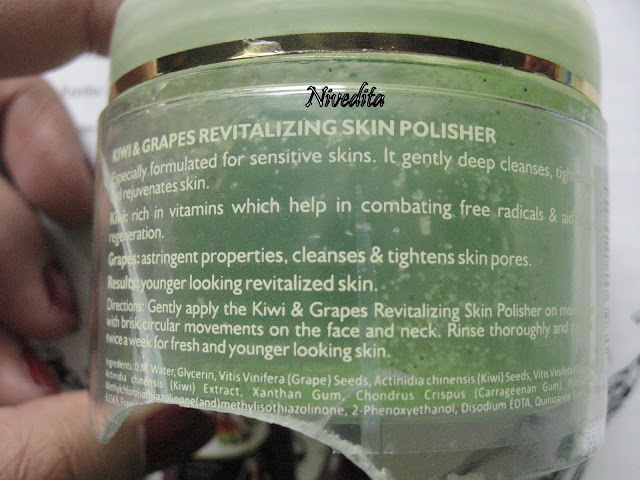 Nivedita
KIWI & GRAPES REVITALIZING SKIN POLISHER
Especially formulated for sensitive skins. It gently deep cleanses,
and rejuvenates skin.
Kiwi: rich in vitamins which help in combating free radicals &
regeneration.
Grapes: astringent properties, cleanses & tightens skin pores.
Results: younger looking revitalized skin.
Directions: Gently apply the Kiwi & Grapes Revitalizing Skin Polisher on
with brisk circular movements on the face and neck. Rinse thoroughly and
twice a week for fresh and younger looking skin.
Ingredients: D.M. Water, Glycerin, Vitis Vinifera (Grape) Seeds, Actinidia chinensis (Kiwi) Seeds, Vitis
Actinidia chinensis (Kiwi) Extract, Xanthan Gum, Chondrus Crispus (Carrageenan Gum)
Methylchloroisothiazolinone(and)methylisothiazolinone, 2-Phenoxyethanol, Disodium EDTA,